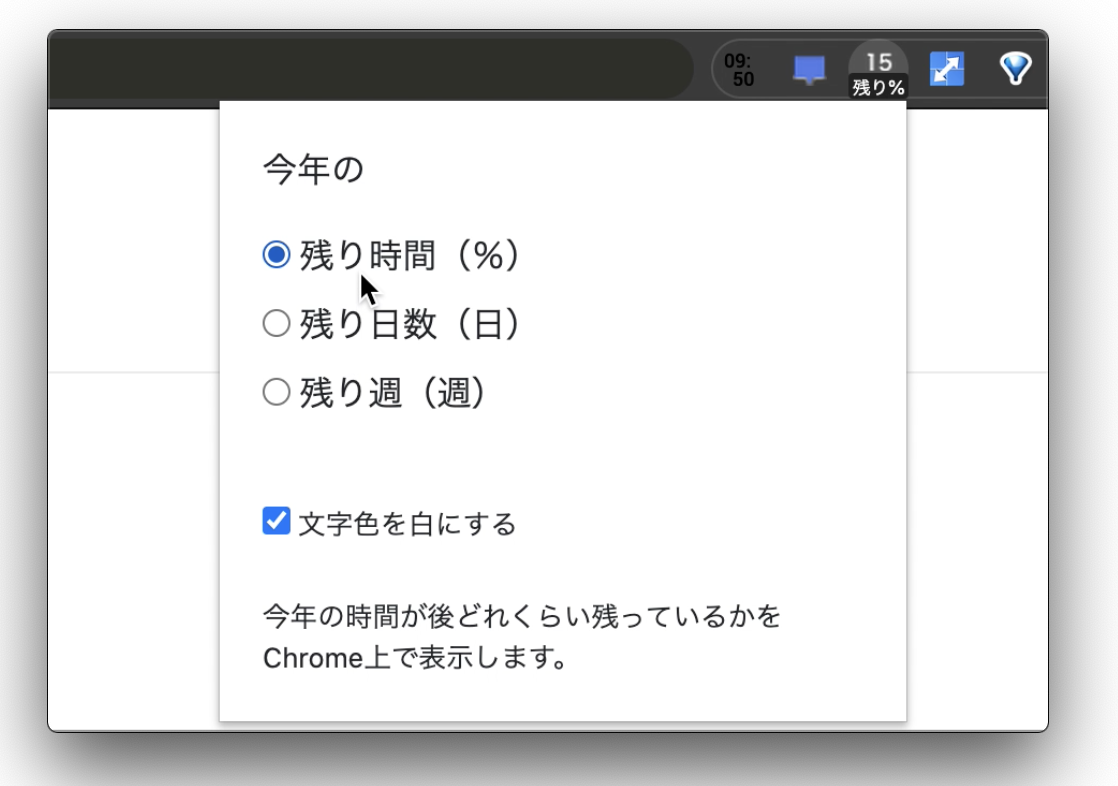 09:
50
15
残り%
今年の
残り時間（%）
残り日数（日）
残り週（週）
文字色を白にする
今年の時間が後どれくらい残っているかを
Chrome上で表示します。